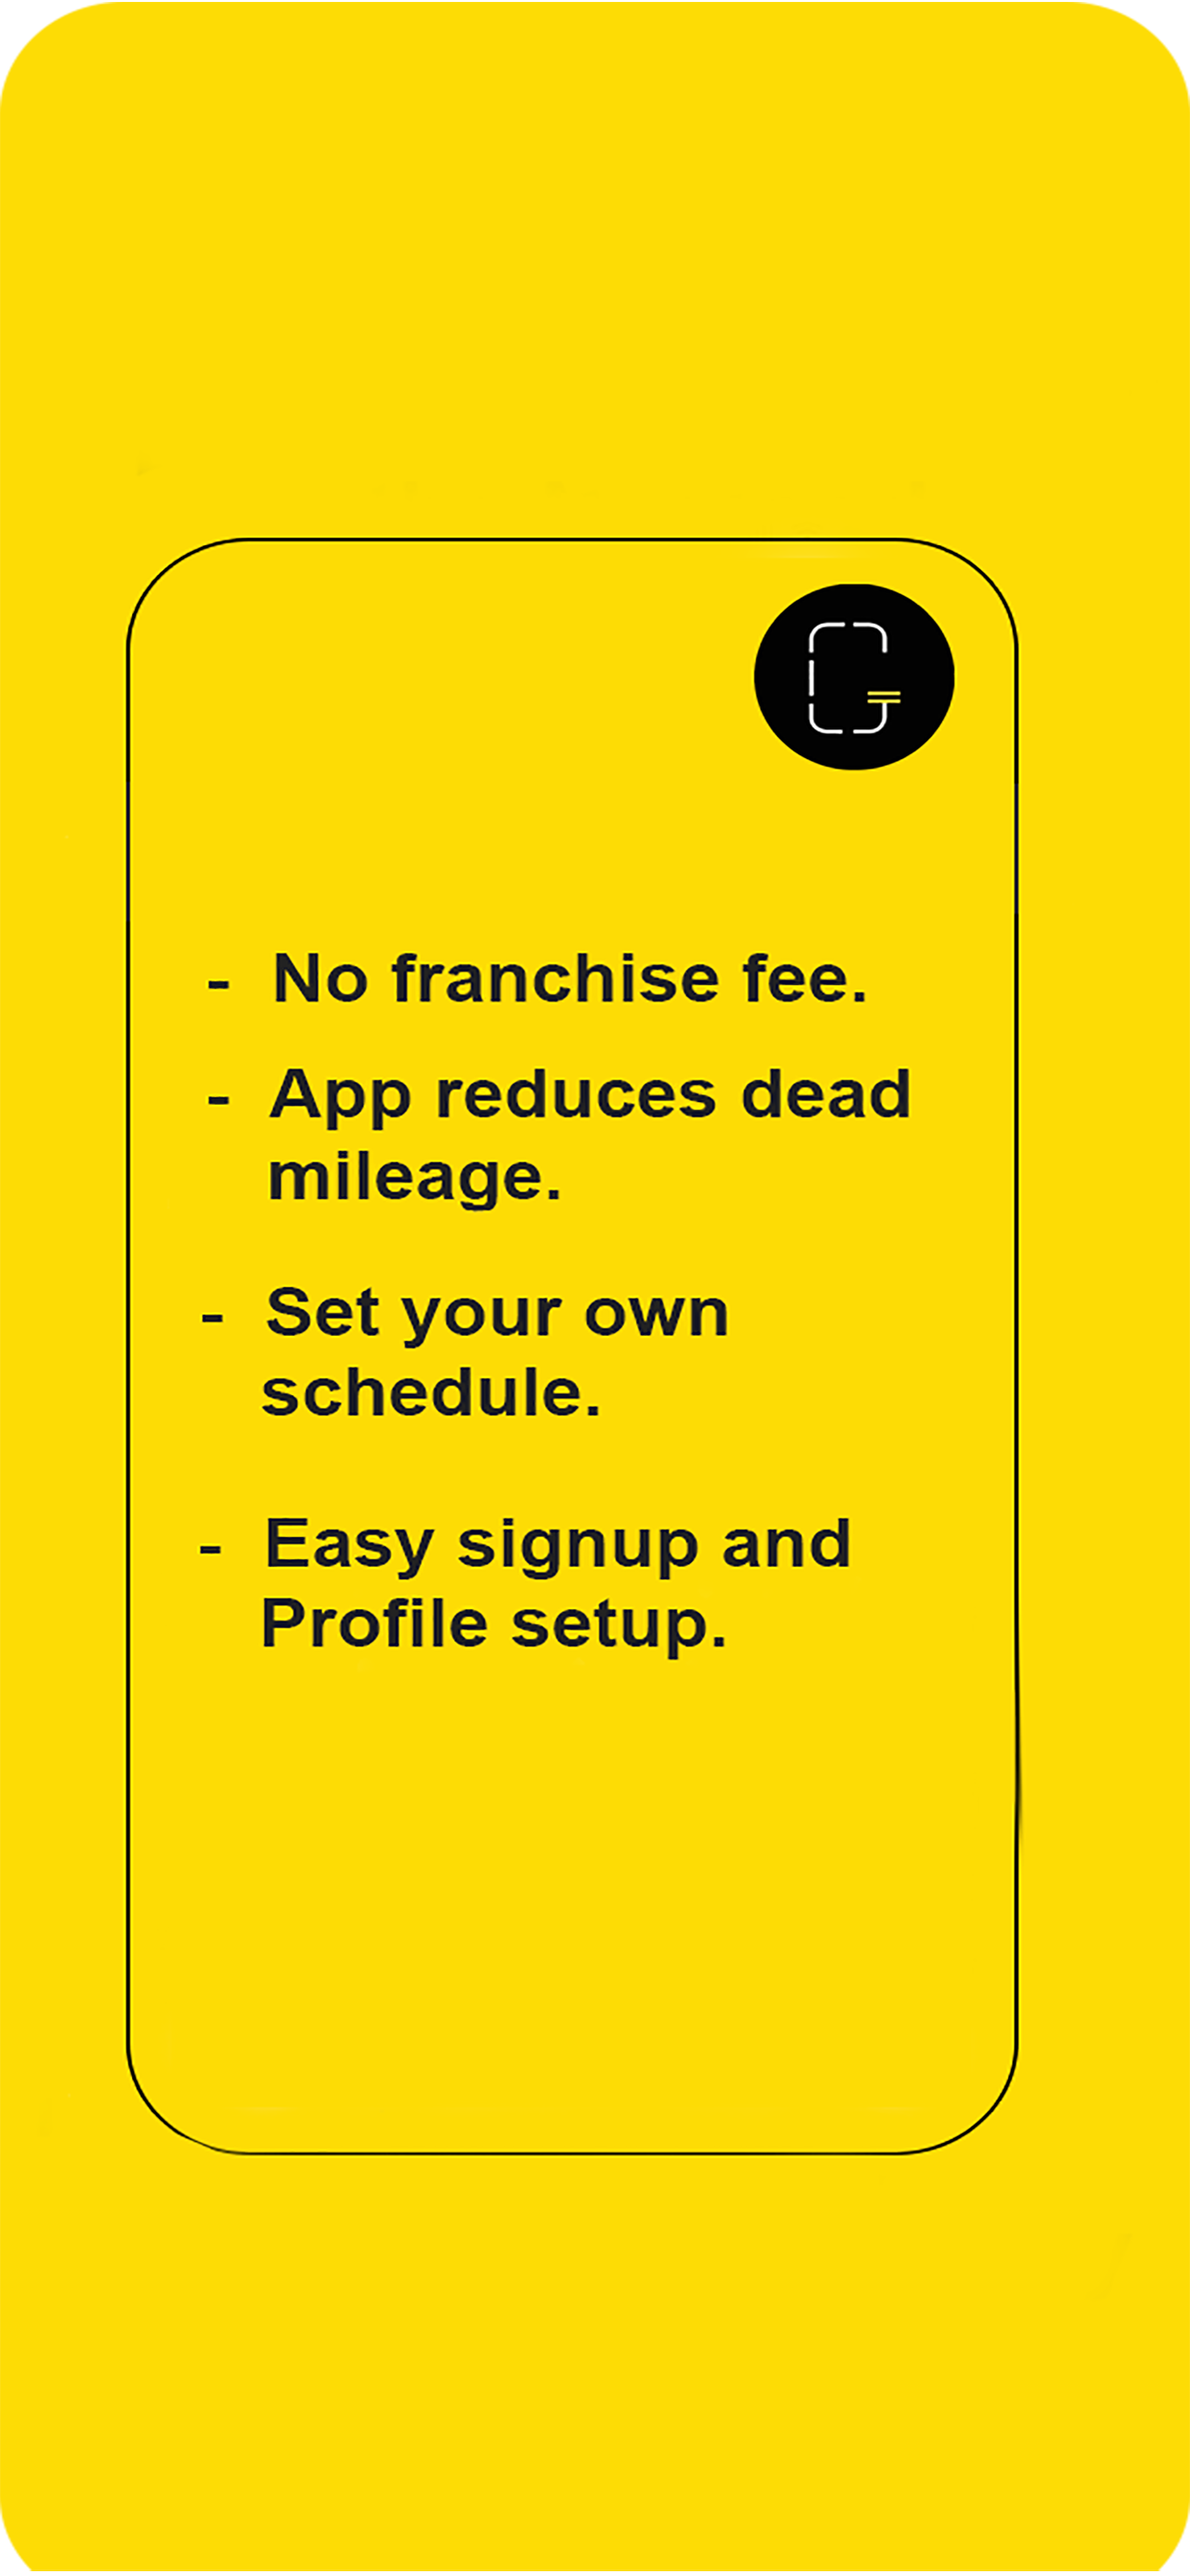 - No franchise fee.
- App reduces dead
mileage.
- Set your own
schedule.
- Easy signup and
Profile setup.